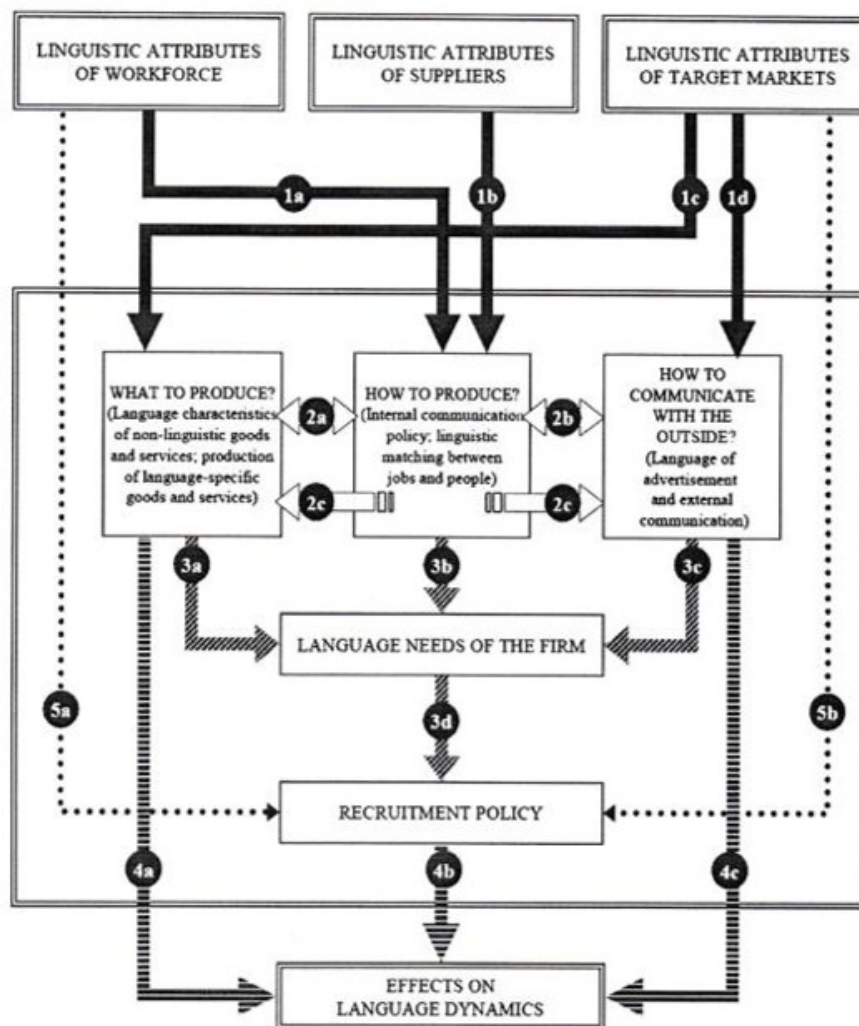 LINGUISTIC ATTRIBUTES
OF WORKFORCE
LINGUISTIC ATTRIBUTES
OF SUPPLIERS
LINGUISTIC ATTRIBUTES
OF TARGET MARKETS
1a
1b
1c
1d
WHAT TO PRODUCE?
(Language characteristics
of non-linguistic goods
and services; production
of language-specific
goods and services)
2a
2c
HOW TO PRODUCE?
(Internal communication
policy; linguistic
matching between
jobs and people)
2b
2c
HOW TO
COMMUNICATE
WITH THE
OUTSIDE?
(Language of
advertisement
and external
communication)
3a
3b
3c
LANGUAGE NEEDS OF THE FIRM
5a
3d
5b
RECRUITMENT POLICY
4a
4b
4c
EFFECTS ON
LANGUAGE DYNAMICS